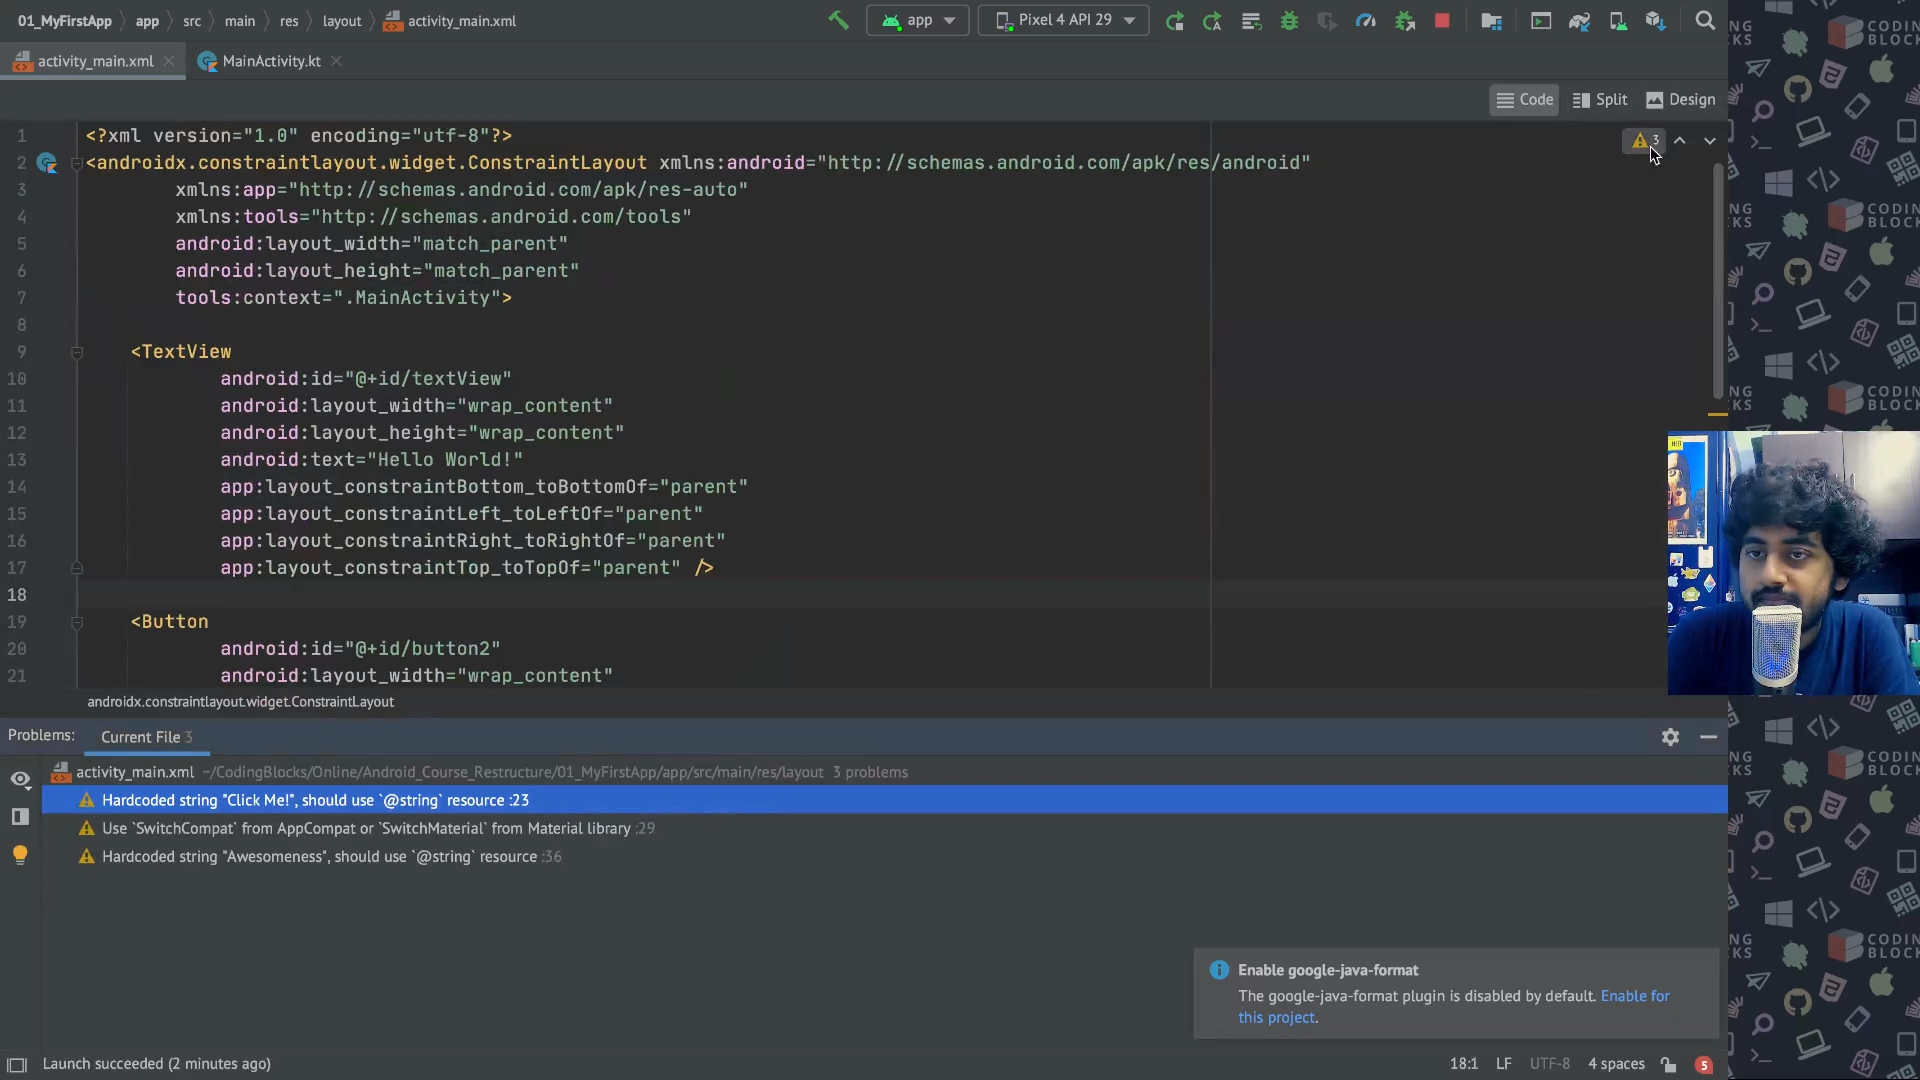 01_MyFirstApp app src main res layout activity_main.xml app Pixel 4 API 29
activity_main.xml MainActivity.kt
Code Split Design
1 <?xml version="1.0" encoding="utf-8"?>
3
2 <androidx.constraintlayout.widget.ConstraintLayout xmlns:android="http://schemas.android.com/apk/res/android"
3 xmlns:app="http://schemas.android.com/apk/res-auto"
4 xmlns:tools="http://schemas.android.com/tools"
5 android:layout_width="match_parent"
6 android:layout_height="match_parent"
7 tools:context=".MainActivity">
8
9 <TextView
10 android:id="@+id/textView"
11 android:layout_width="wrap_content"
12 android:layout_height="wrap_content"
13 android:text="Hello World!"
14 app:layout_constraintBottom_toBottomOf="parent"
15 app:layout_constraintLeft_toLeftOf="parent"
16 app:layout_constraintRight_toRightOf="parent"
17 app:layout_constraintTop_toTopOf="parent" />
18
19 <Button
20 android:id="@+id/button2"
21 android:layout_width="wrap_content"
androidx.constraintlayout.widget.ConstraintLayout
Problems: Current File 3
activity_main.xml ~/CodingBlocks/Online/Android_Course_Restructure/01_MyFirstApp/app/src/main/res/layout 3 problems
Hardcoded string "Click Me!", should use `@string` resource :23
Use `SwitchCompat` from AppCompat or `SwitchMaterial` from Material library :29
Hardcoded string "Awesomeness", should use `@string` resource :36
Enable google-java-format
The google-java-format plugin is disabled by default. Enable for
this project.
Launch succeeded (2 minutes ago) 18:1 LF UTF-8 4 spaces 5
CODING
BLOCKS